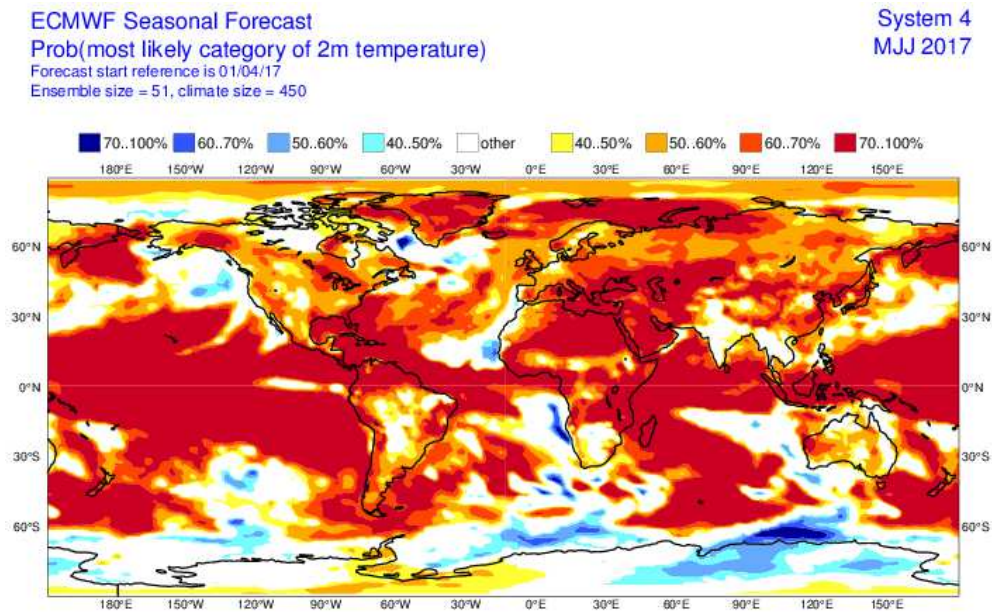 ECMWF Seasonal Forecast
System 4
Prob(most likely category of 2m temperature)
MJJ 2017
Forecast start reference is 01/04/17
Ensemble size = 51, climate size = 450
70..100% 60..70% 50..60% 40..50% other 40..50% 50..60% 60..70% 70..100%
180°E 150°W 120°W 90°W 60°W 30°W 0°E 30°E 60°E 90°E 120°E 150°E
60°N 60°N
30°N 30°N
0°N 0°N
30°S 30°S
60°S 60°S
180°E 150°W 120°W 90°W 60°W 30°W 0°E 30°E 60°E 90°E 120°E 150°E